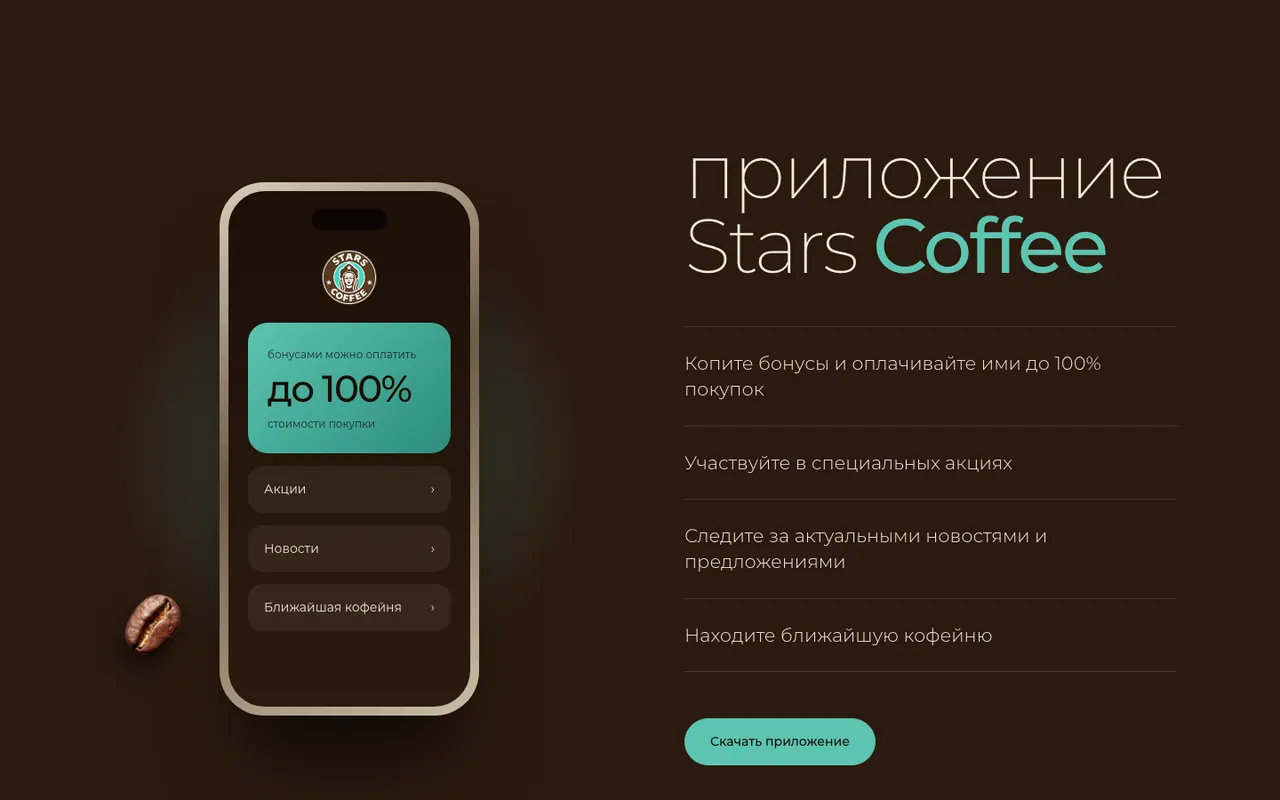 STARS
COFFEE
бонусами можно оплатить
до 100%
стоимости покупки
Акции ›
Новости ›
Ближайшая кофейня ›
приложение
Stars Coffee
Копите бонусы и оплачивайте ими до 100%
покупок
Участвуйте в специальных акциях
Следите за актуальными новостями и
предложениями
Находите ближайшую кофейню
Скачать приложение